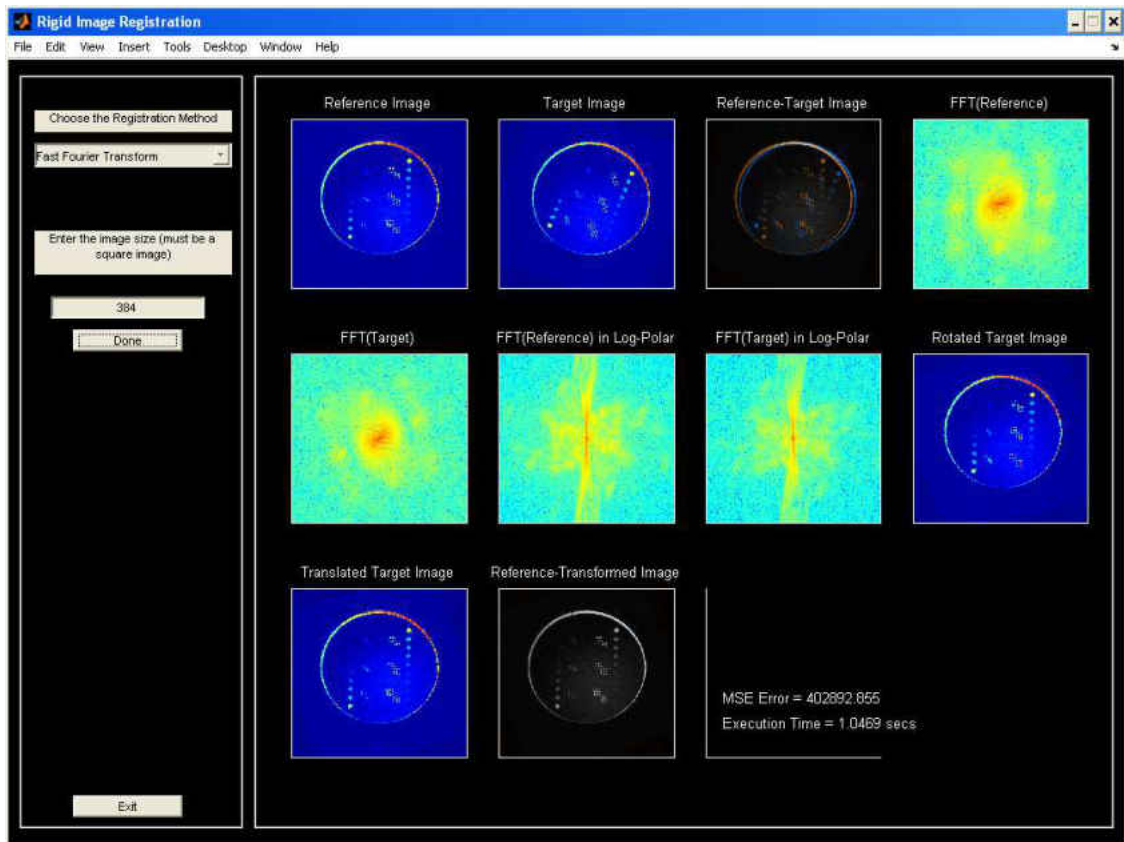 Rigid Image Registration
File Edit View Insert Tools Desktop Window Help
Choose the Registration Method
Fast Fourier Transform
Enter the image size (must be a
square image)
384
Done
Exit
Reference Image
Target Image
Reference-Target Image
FFT(Reference)
FFT(Target)
FFT(Reference) in Log-Polar
FFT(Target) in Log-Polar
Rotated Target Image
Translated Target Image
Reference-Transformed Image
MSE Error = 402892.855
Execution Time = 1.0469 secs